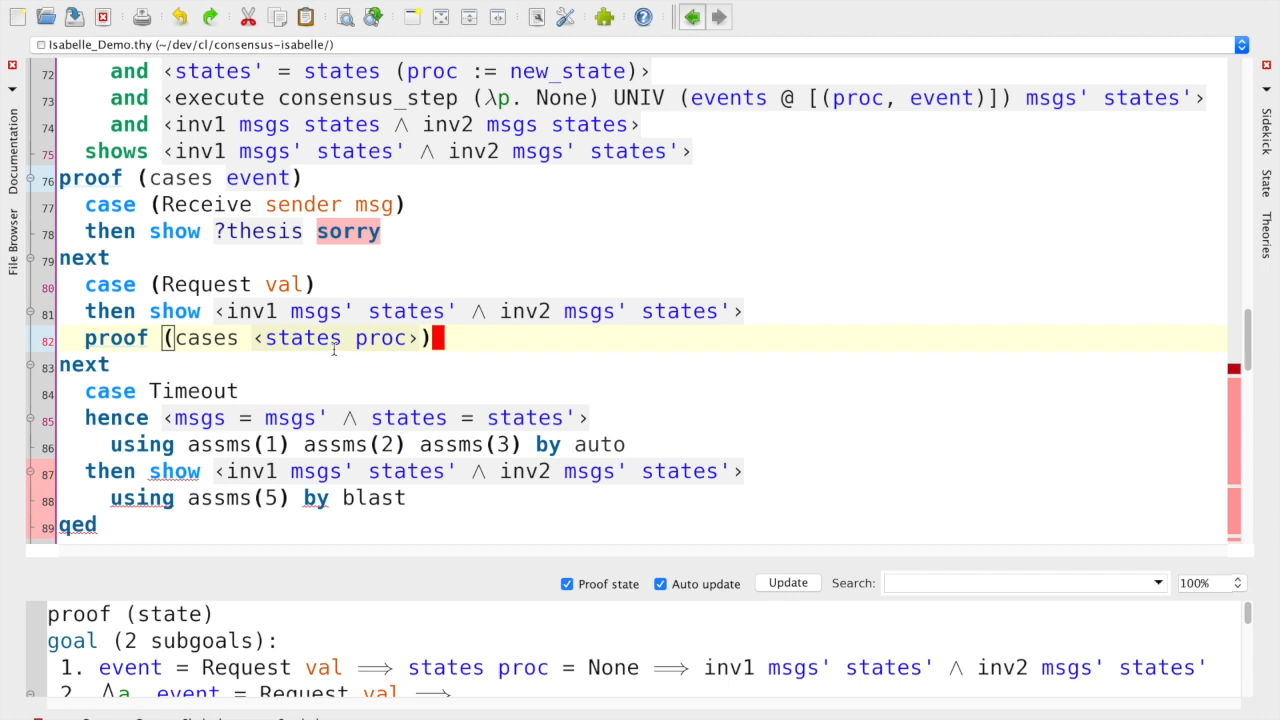 Isabelle_Demo.thy (~/dev/cl/consensus-isabelle/)
72 and ‹states' = states (proc := new_state)›
73 and ‹execute consensus_step (λp. None) UNIV (events @ [(proc, event)]) msgs' states'›
74 and ‹inv1 msgs states ∧ inv2 msgs states›
75 shows ‹inv1 msgs' states' ∧ inv2 msgs' states'›
76 proof (cases event)
77 case (Receive sender msg)
78 then show ?thesis sorry
79 next
80 case (Request val)
81 then show ‹inv1 msgs' states' ∧ inv2 msgs' states'›
82 proof (cases ‹states proc›)
83 next
84 case Timeout
85 hence ‹msgs = msgs' ∧ states = states'›
86 using assms(1) assms(2) assms(3) by auto
87 then show ‹inv1 msgs' states' ∧ inv2 msgs' states'›
88 using assms(5) by blast
89 qed
Documentation
File Browser
Sidekick
State
Theories
Proof state Auto update Update Search: 100%
proof (state)
goal (2 subgoals):
1. event = Request val ⟹ states proc = None ⟹ inv1 msgs' states' ∧ inv2 msgs' states'
2. ⋀a. event = Request val ⟹